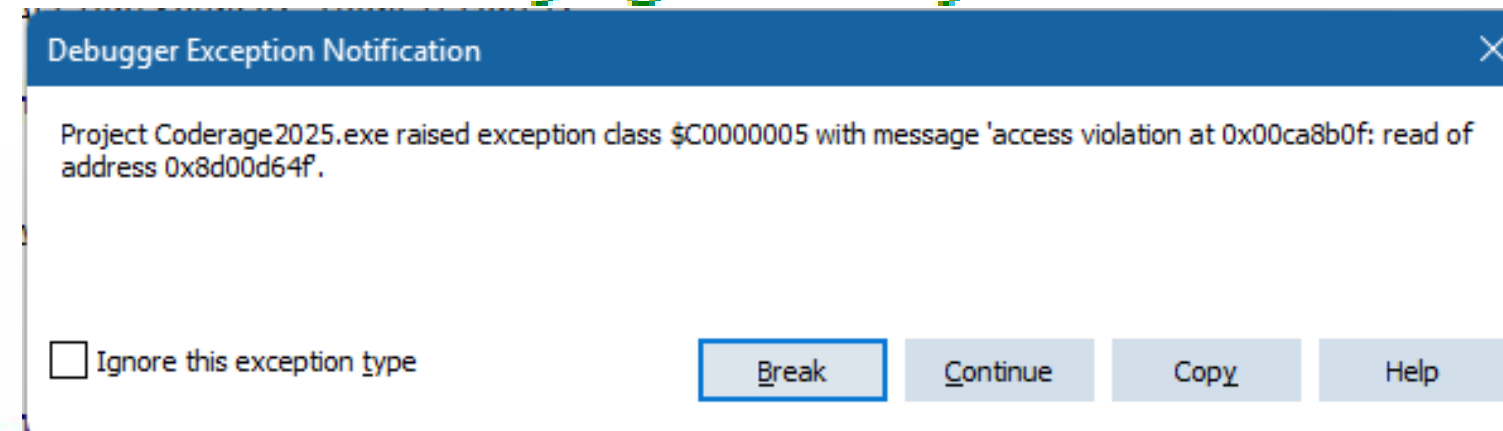 Debugger Exception Notification
Project Coderage2025.exe raised exception class $C0000005 with message 'access violation at 0x00ca8b0f: read of
address 0x8d00d64f'.
Ignore this exception type
Break
Continue
Copy
Help